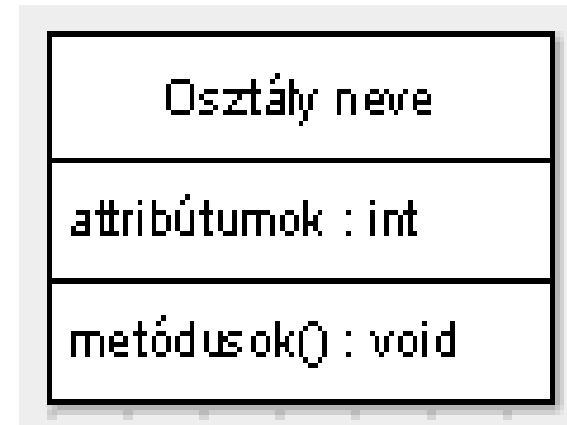 Osztály neve
attribútumok : int
metódusok() : void